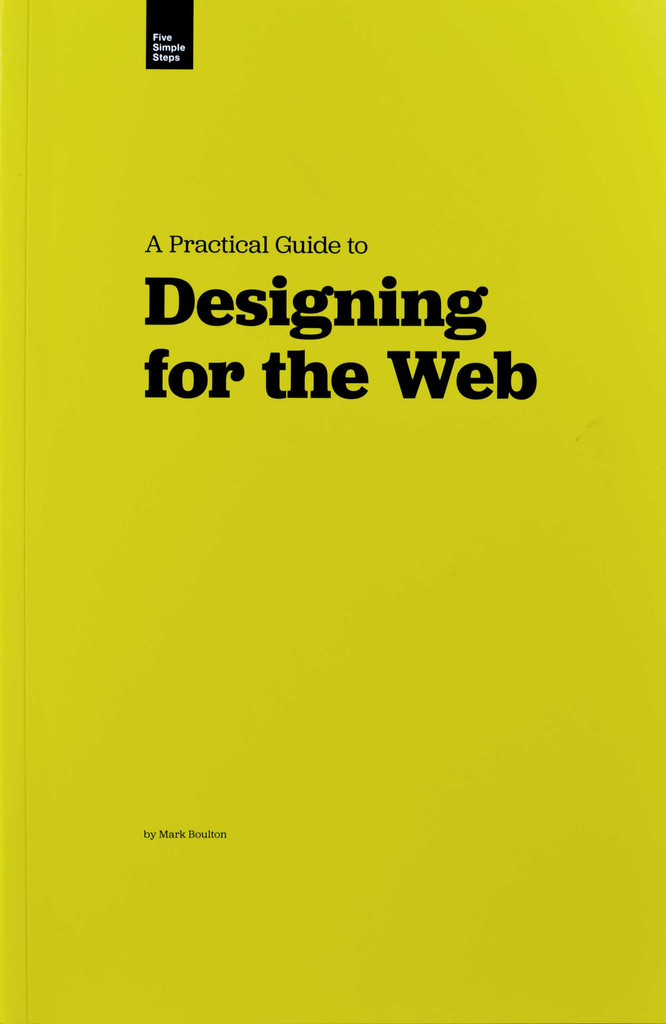 Five
Simple
Steps
A Practical Guide to
Designing
for the Web
by Mark Boulton